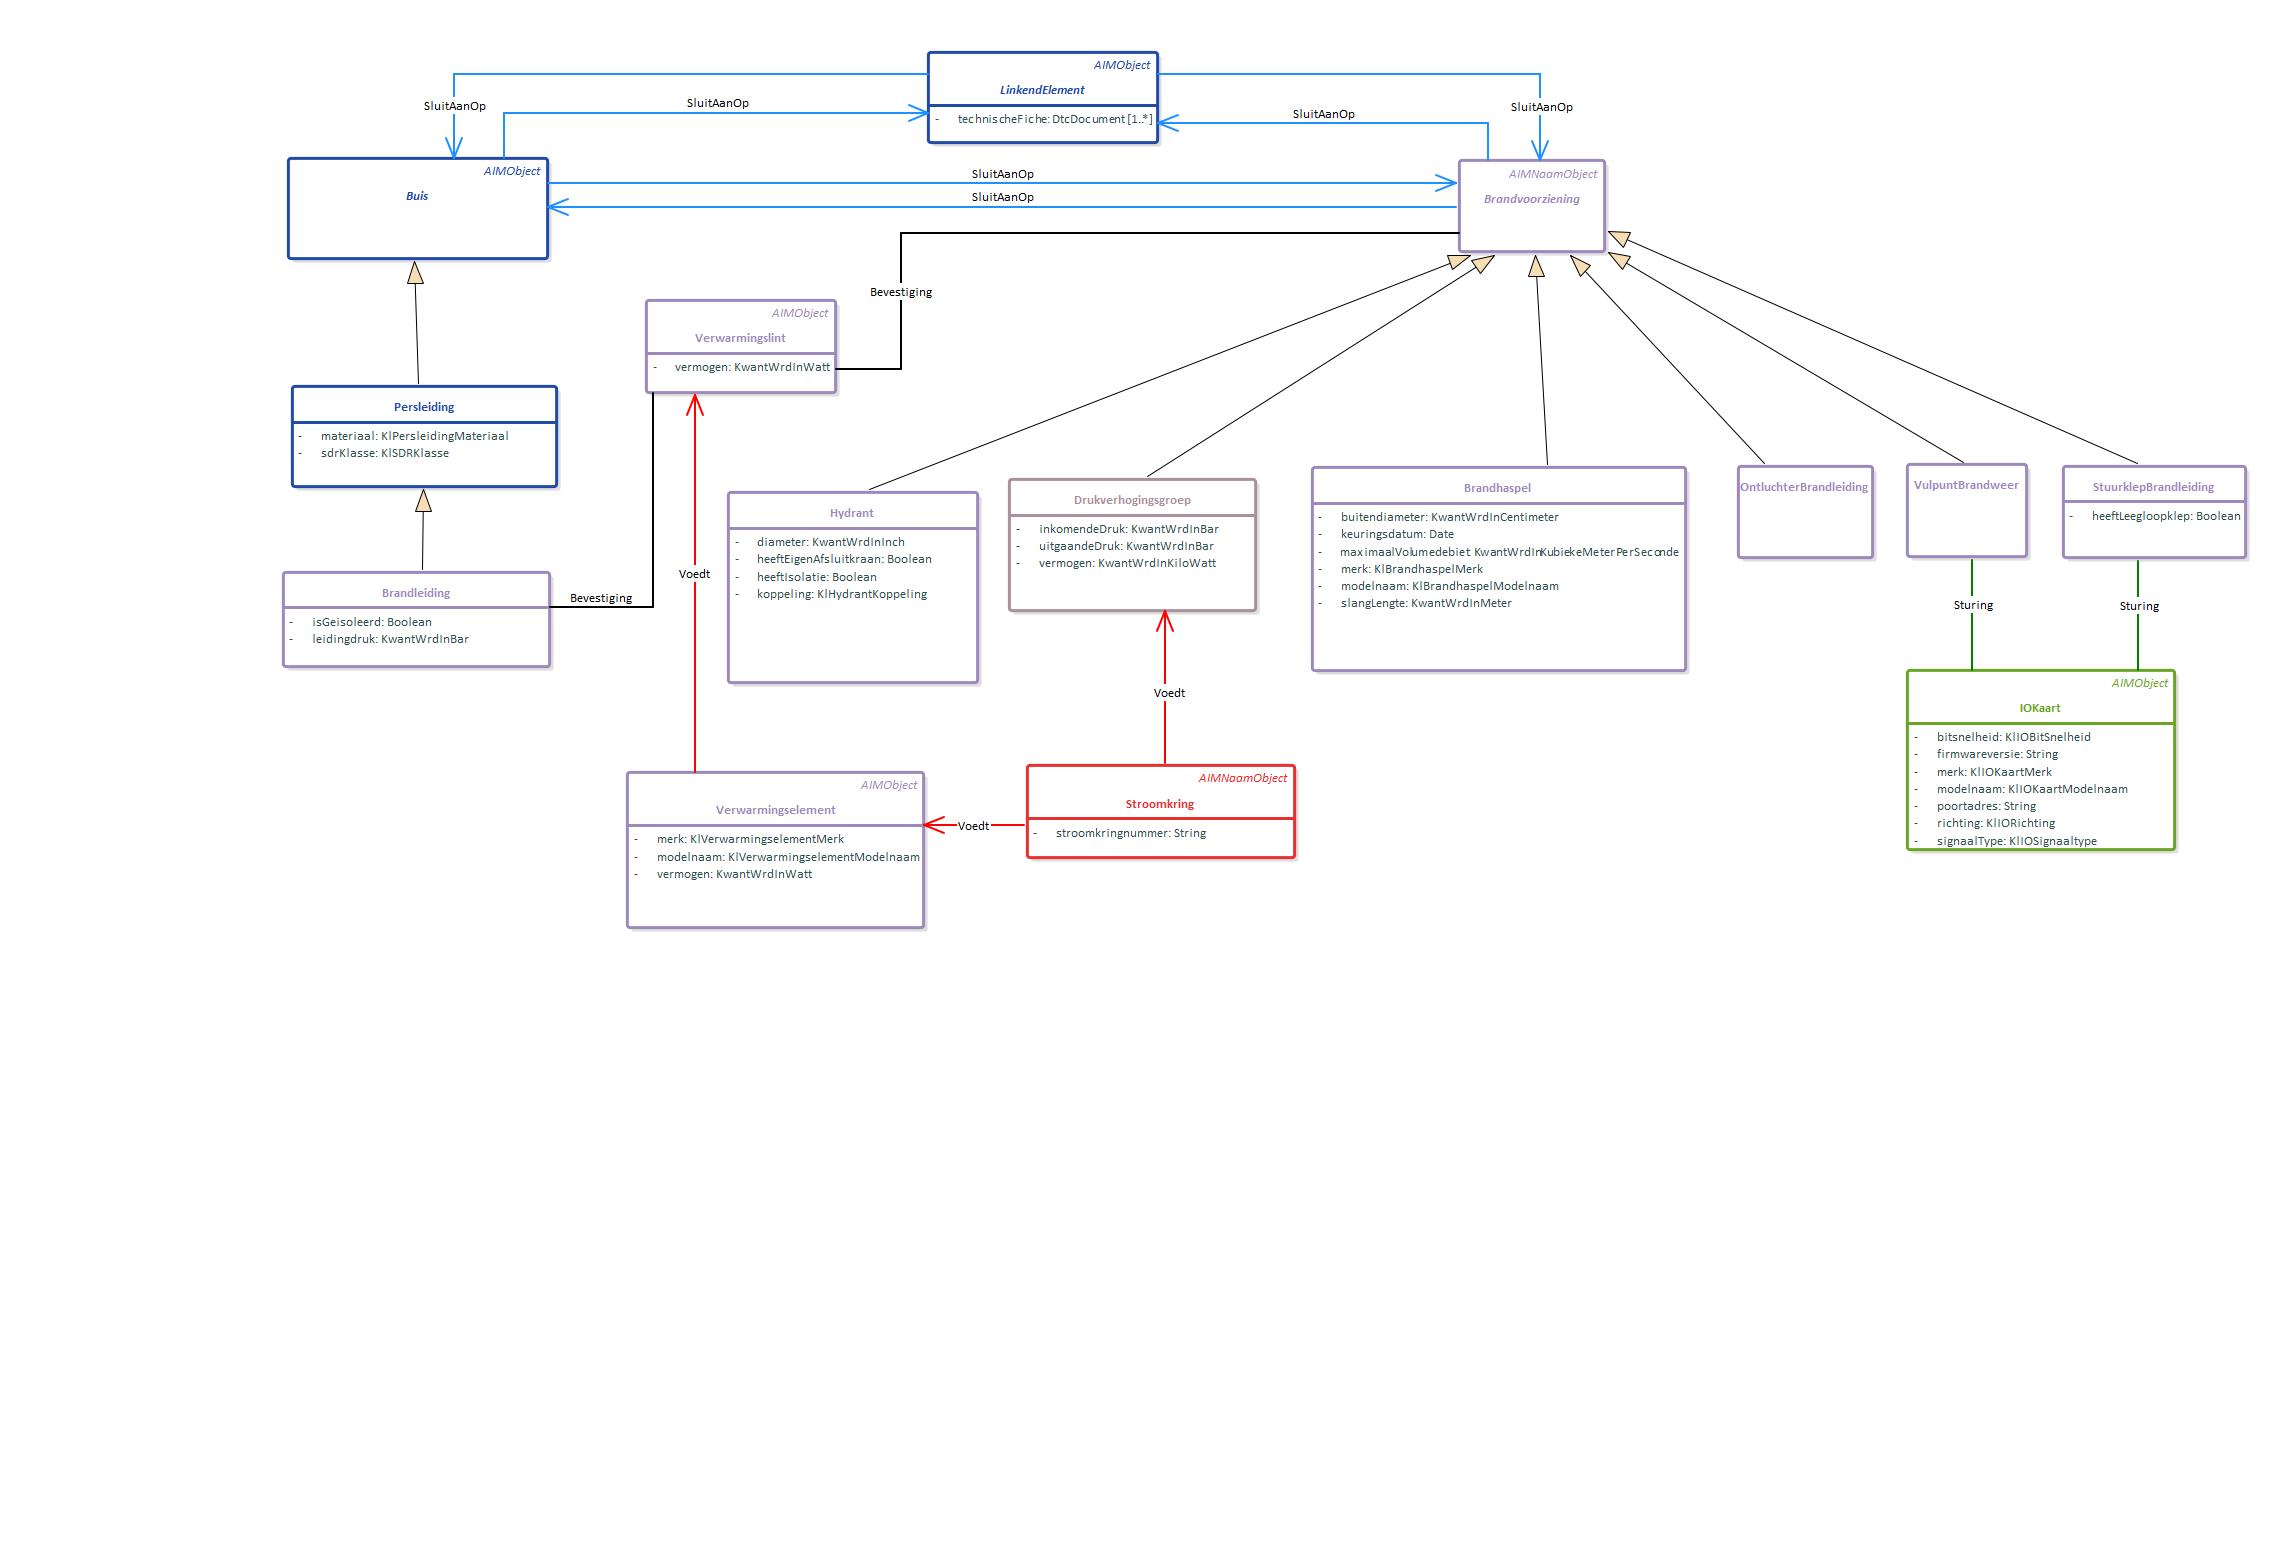 AIMObject
LinkendElement
- technischeFiche: DtcDocument [1..*]
SluitAanOp
SluitAanOp
SluitAanOp
SluitAanOp
AIMObject
Buis
SluitAanOp
SluitAanOp
AIMNaamObject
Brandvoorziening
Bevestiging
AIMObject
Verwarmingslint
- vermogen: KwantWrdInWatt
Persleiding
- materiaal: KlPersleidingMateriaal
- sdrKlasse: KlSDRKlasse
Brandleiding
- isGeisoleerd: Boolean
- leidingdruk: KwantWrdInBar
Bevestiging
Voedt
Hydrant
- diameter: KwantWrdInInch
- heeftEigenAfsluitkraan: Boolean
- heeftIsolatie: Boolean
- koppeling: KlHydrantKoppeling
Drukverhogingsgroep
- inkomendeDruk: KwantWrdInBar
- uitgaandeDruk: KwantWrdInBar
- vermogen: KwantWrdInKiloWatt
Brandhaspel
- buitendiameter: KwantWrdInCentimeter
- keuringsdatum: Date
- maximaalVolumedebiet: KwantWrdInKubiekeMeterPerSeconde
- merk: KlBrandhaspelMerk
- modelnaam: KlBrandhaspelModelnaam
- slangLengte: KwantWrdInMeter
OntluchterBrandleiding
VulpuntBrandweer
StuurklepBrandleiding
- heeftLeegloopklep: Boolean
Sturing
Sturing
Voedt
AIMObject
IOKaart
- bitsnelheid: KlIOBitSnelheid
- firmwareversie: String
- merk: KlIOKaartMerk
- modelnaam: KlIOKaartModelnaam
- poortadres: String
- richting: KlIORichting
- signaalType: KlIOSignaaltype
AIMObject
Verwarmingselement
- merk: KlVerwarmingselementMerk
- modelnaam: KlVerwarmingselementModelnaam
- vermogen: KwantWrdInWatt
Voedt
AIMNaamObject
Stroomkring
- stroomkringnummer: String